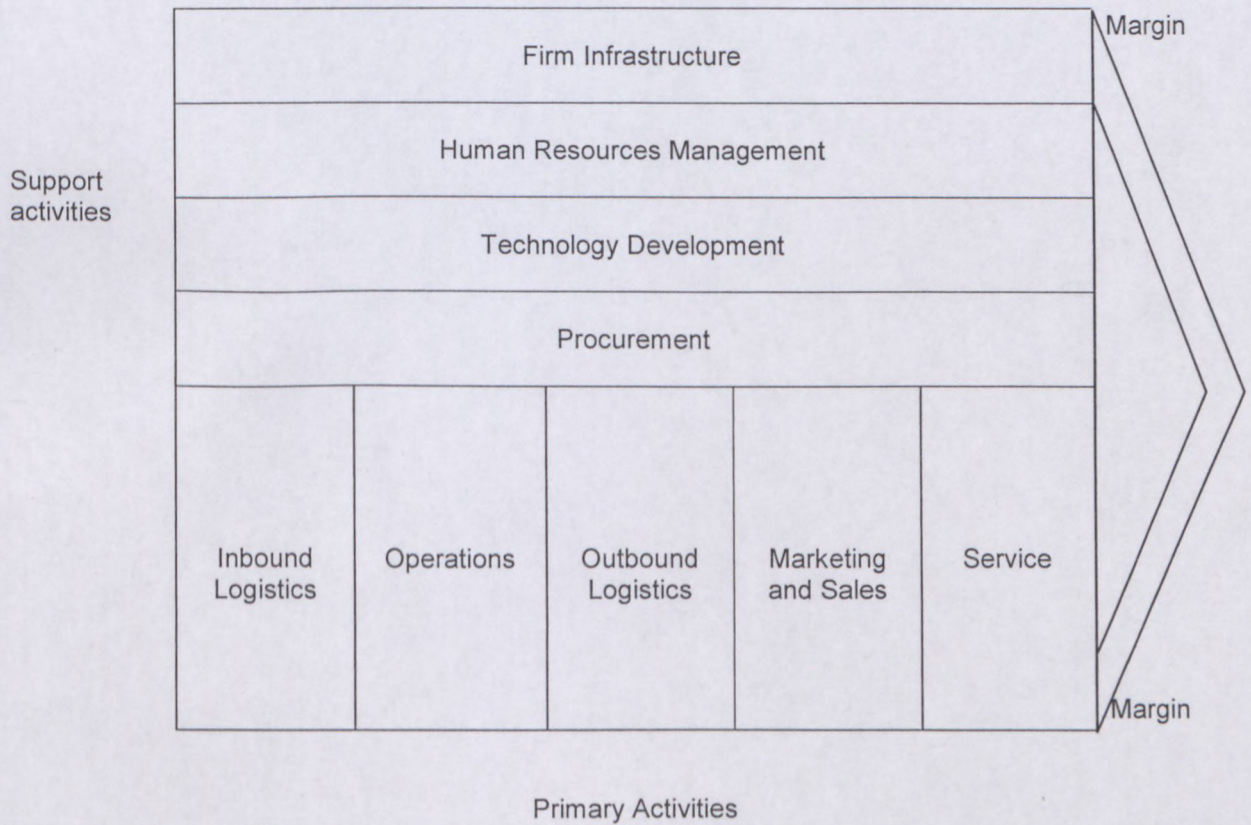 Margin
Firm Infrastructure
Human Resources Management
Support
activities
Technology Development
Procurement
Inbound
Logistics
Operations
Outbound
Logistics
Marketing
and Sales
Service
Margin
Primary Activities